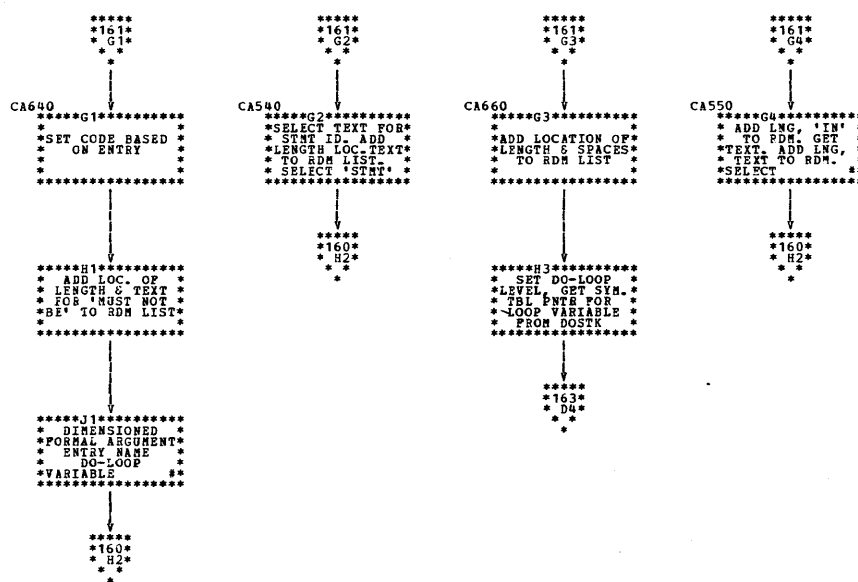 *161*
G1*
*161*
G2*
*161*
G3*
*161*
G4*
CA640
*****G1**********
*SET CODE BASED *
* ON ENTRY *
CA540
*****G2**********
*SELECT TEXT FOR*
* STMT ID. ADD *
*LENGTH LOC.TEXT*
* TO RDM LIST. *
* SELECT 'STMT' *
CA660
*****G3**********
*ADD LOCATION OF*
*LENGTH & SPACES*
* TO RDM LIST *
CA550
*****G4**********
* ADD LNG, 'IN' *
* TO RDM. GET *
*TEXT. ADD LNG, *
* TEXT TO RDM. *
*SELECT #*
*160*
H2*
*160*
H2*
*****H1**********
* ADD LOC. OF *
* LENGTH & TEXT *
* FOR 'MUST NOT *
*BE' TO RDM LIST*
*****H3**********
* SET DO-LOOP *
*LEVEL, GET SYM.*
* TBL PNTR FOR *
* LOOP VARIABLE *
* FROM DOSTK *
*163*
D4*
*****J1**********
* DIMENSIONED *
*FORMAL ARGUMENT*
* ENTRY NAME *
* DO-LOOP *
*VARIABLE #*
*160*
H2*